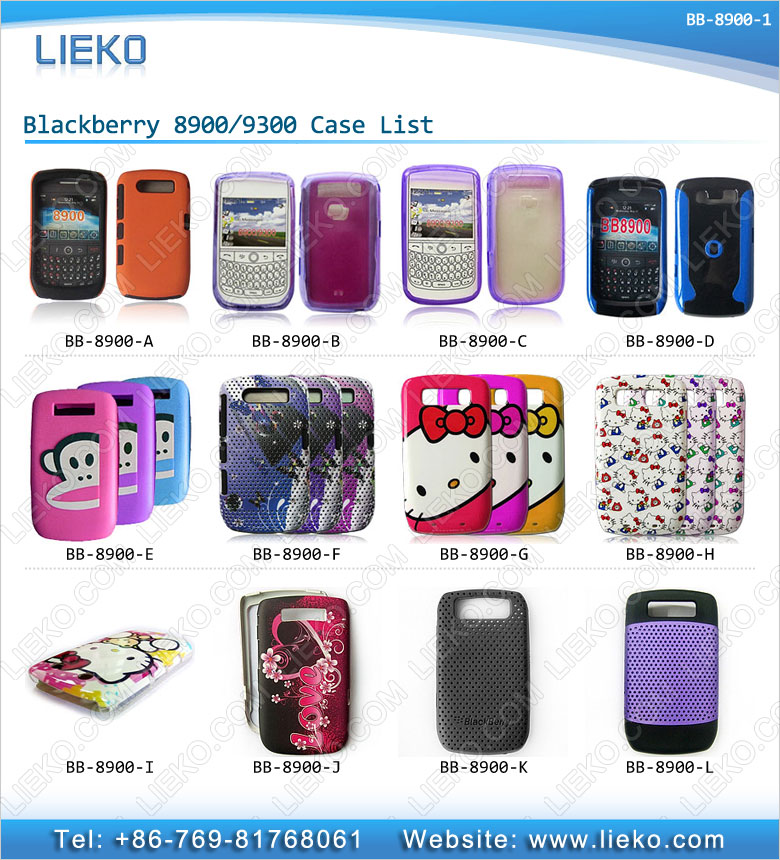 BB-8900-1
LIEKO
Blackberry 8900/9300 Case List
8900
BB8900
BB-8900-A BB-8900-B BB-8900-C BB-8900-D
BB-8900-E BB-8900-F BB-8900-G BB-8900-H
Love
BlackBerry
BB-8900-I BB-8900-J BB-8900-K BB-8900-L
LIEKO.COM
Tel: +86-769-81768061 Website: www.lieko.com